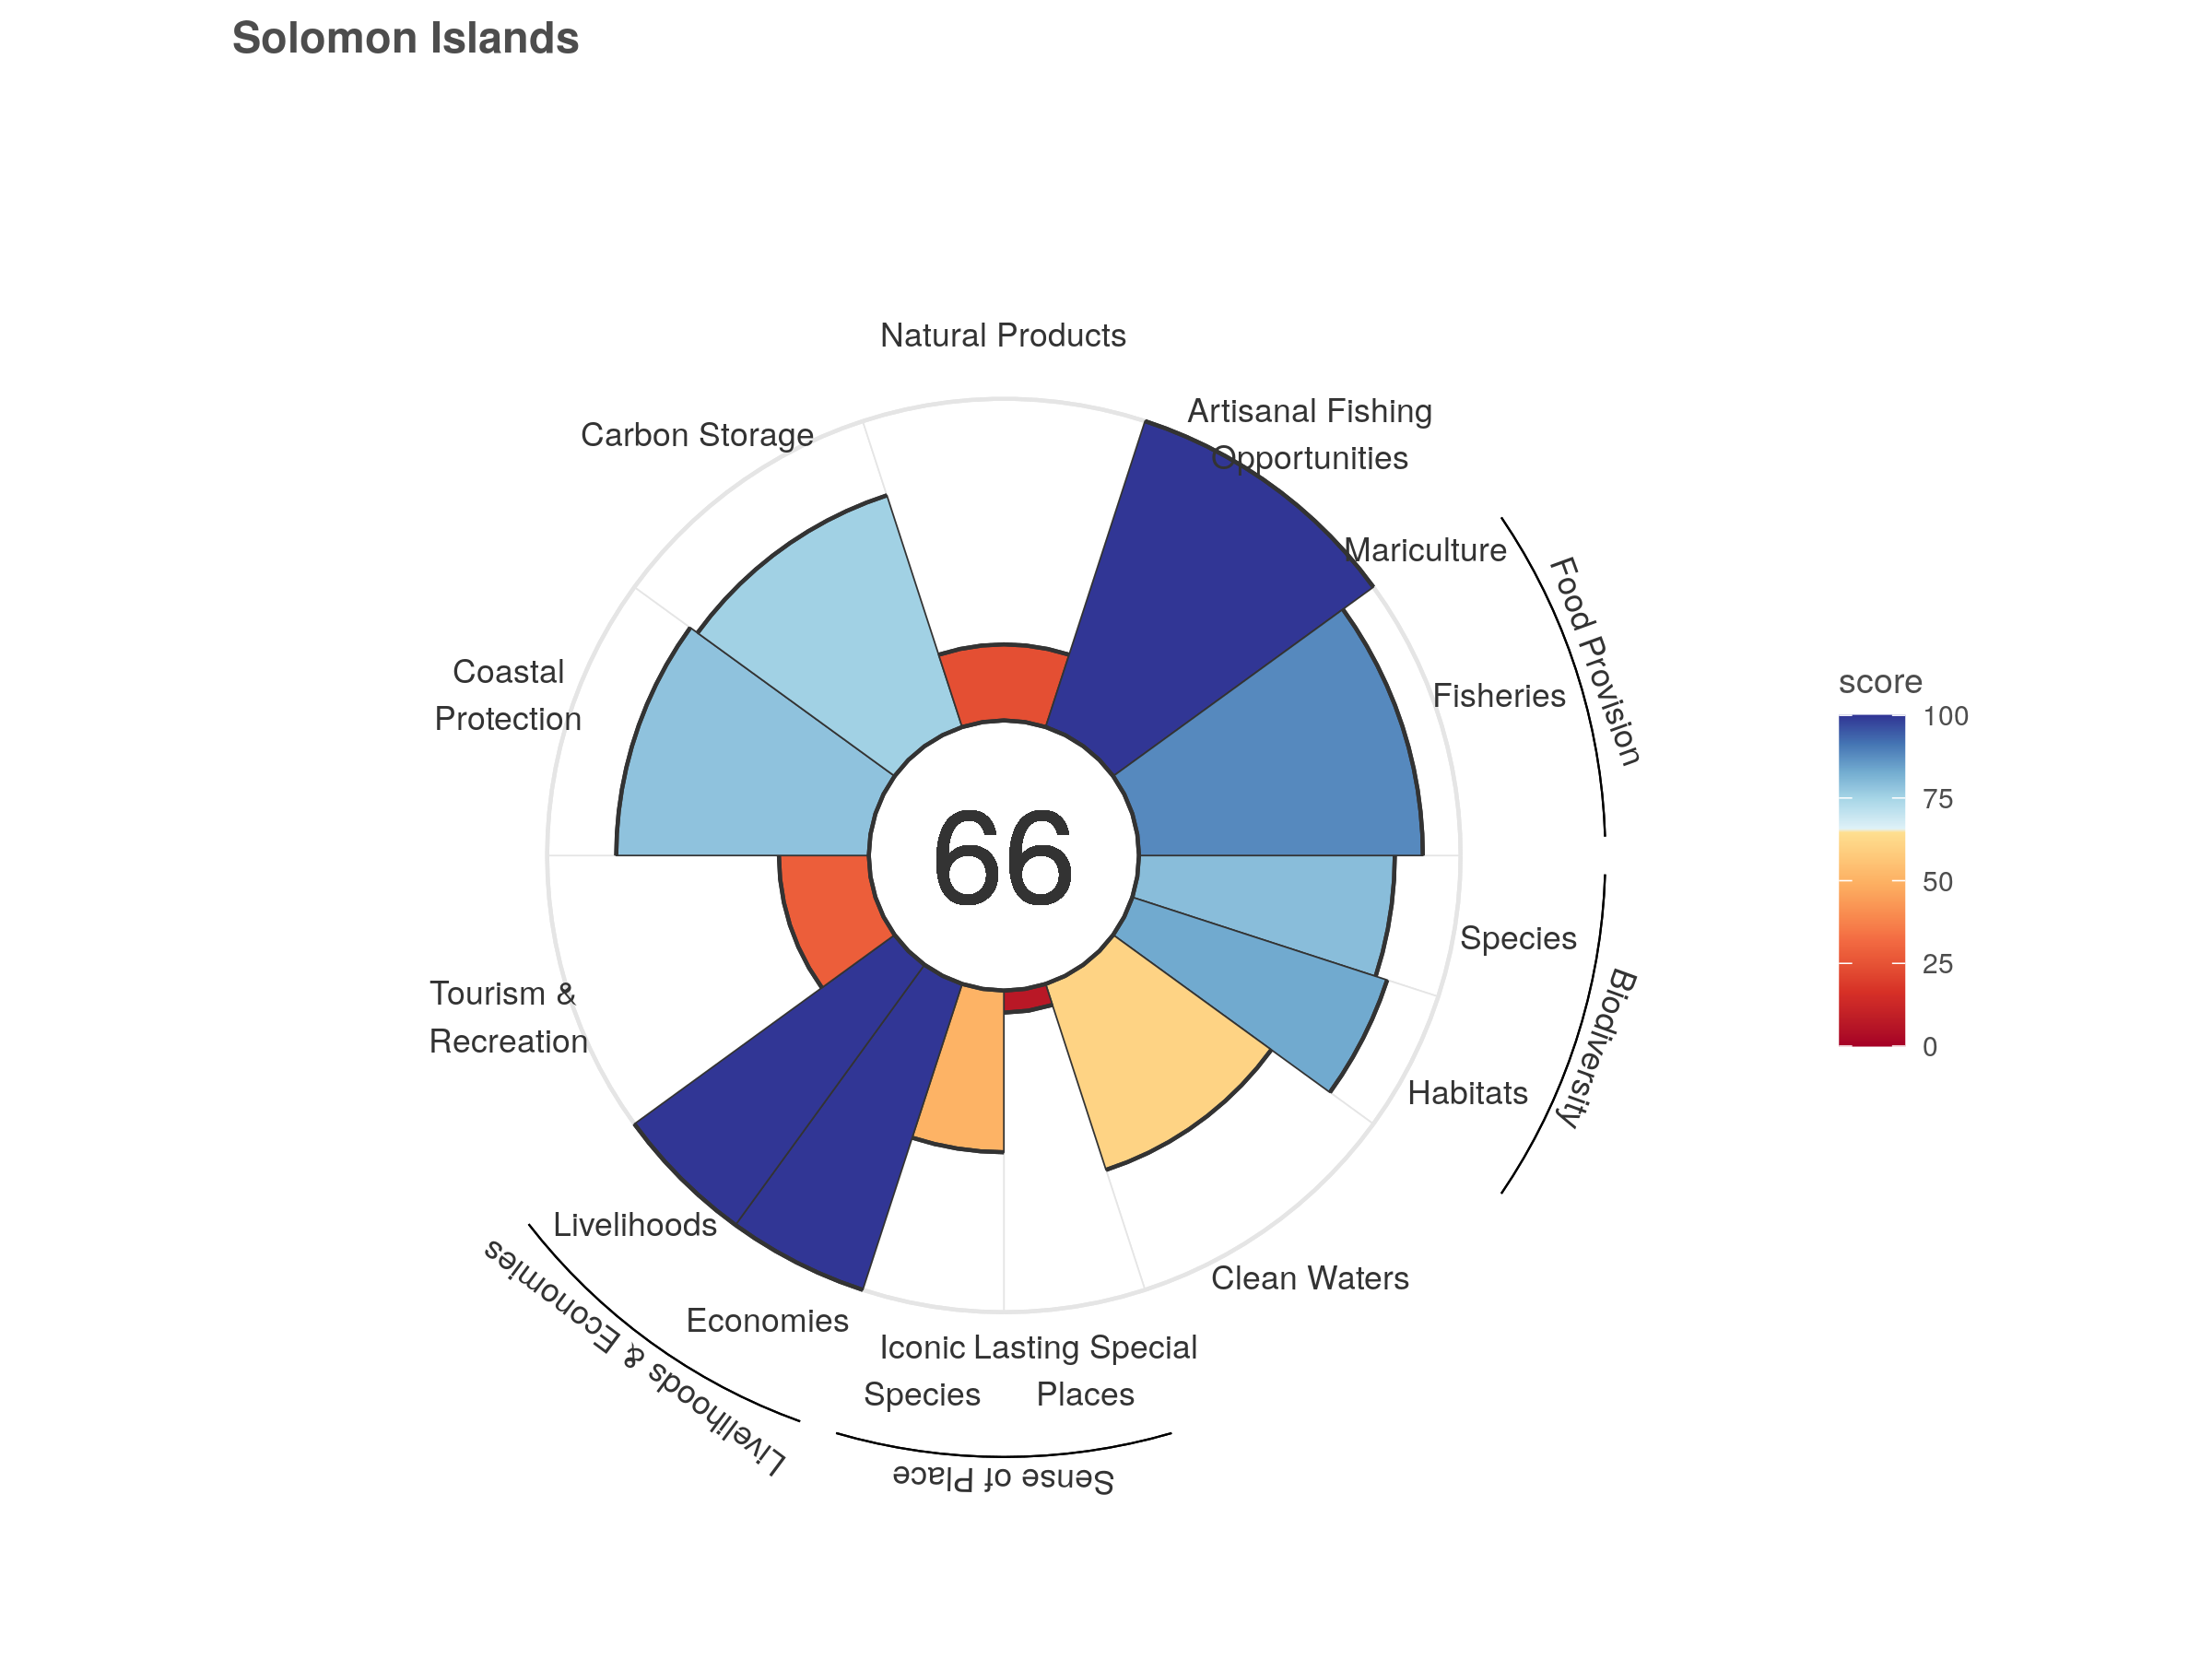 Solomon Islands
Natural Products
Artisanal Fishing
Opportunities
Carbon Storage
Mariculture
Food Provision
Fisheries
Coastal
Protection
score
100
75
50
25
0
66
Species
Biodiversity
Habitats
Tourism &
Recreation
Livelihoods
Clean Waters
Economies
Iconic
Species
Lasting Special
Places
Livelihoods & Economies
Sense of Place